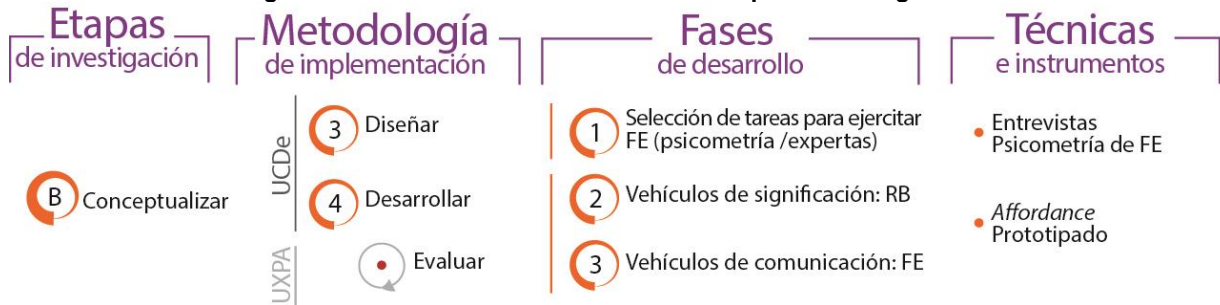 Etapas
de investigación
Metodología
de implementación
Fases
de desarrollo
Técnicas
e instrumentos
B Conceptualizar
UCDe
3 Diseñar
4 Desarrollar
UXPA
Evaluar
1 Selección de tareas para ejercitar
FE (psicometría /expertas)
2 Vehículos de significación: RB
3 Vehículos de comunicación: FE
• Entrevistas
Psicometría de FE
• Affordance
Prototipado